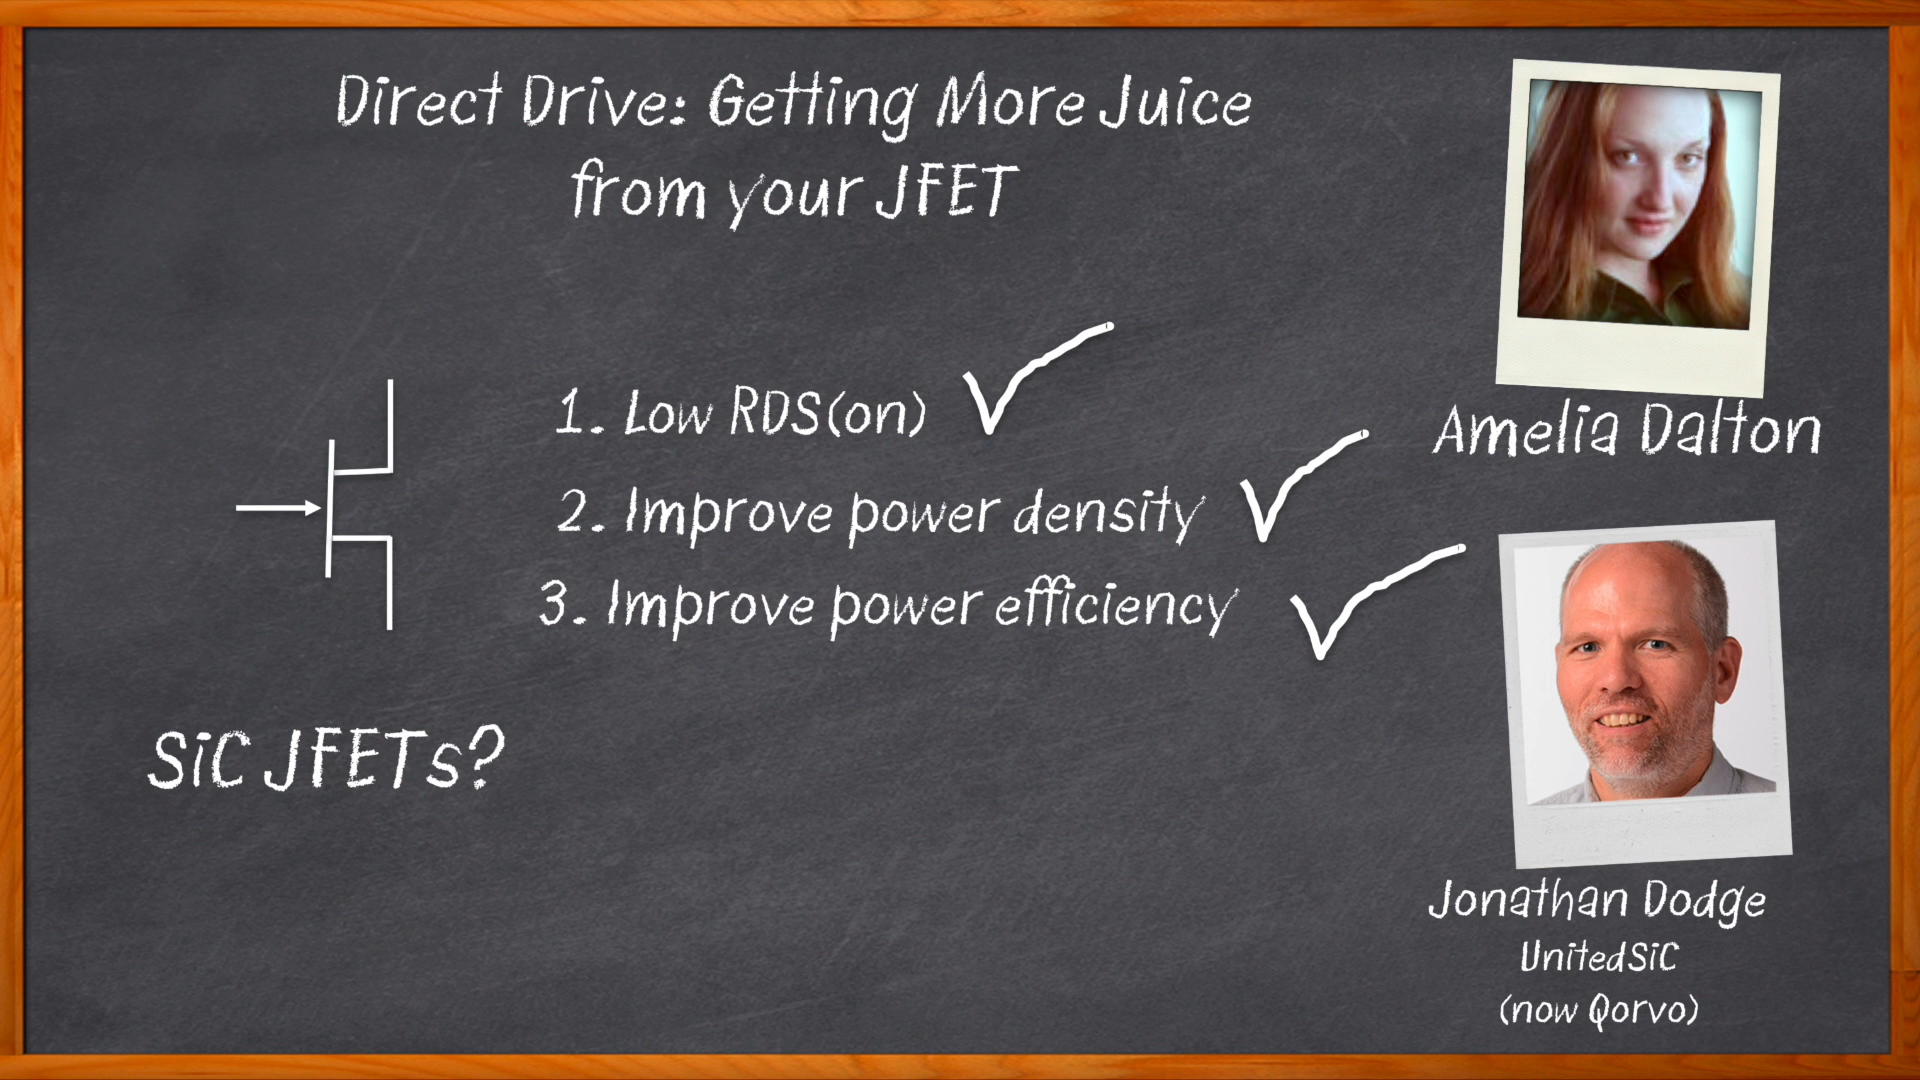 Direct Drive: Getting More Juice
from your JFET
1. Low RDS(on)
2. Improve power density
3. Improve power efficiency
SiC JFETs?
Amelia Dalton
Jonathan Dodge
UnitedSiC
(now Qorvo)